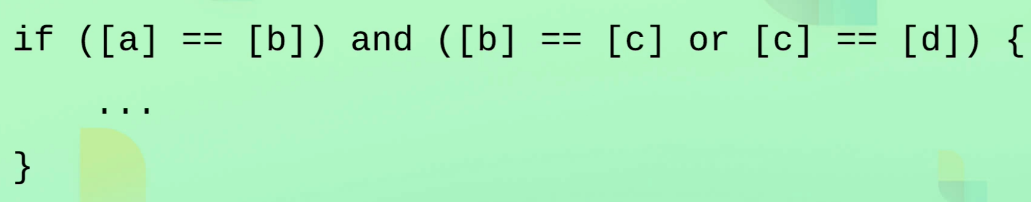 if ([a] == [b]) and ([b] == [c] or [c] == [d]) {
    ...
}